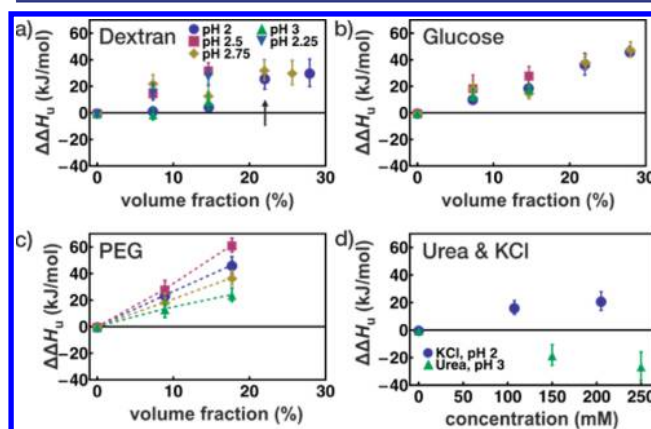 a) Dextran
pH 2 pH 3
pH 2.5 pH 2.25
pH 2.75
ΔΔHu (kJ/mol)
60
40
20
0
−20
−40
0 10 20 30
volume fraction (%)
b) Glucose
ΔΔHu (kJ/mol)
60
40
20
0
−20
−40
0 10 20 30
volume fraction (%)
c) PEG
ΔΔHu (kJ/mol)
60
40
20
0
−20
−40
0 10 20 30
volume fraction (%)
d) Urea & KCl
ΔΔHu (kJ/mol)
60
40
20
0
−20
−40
KCl, pH 2
Urea, pH 3
0 50 100 150 200 250
concentration (mM)